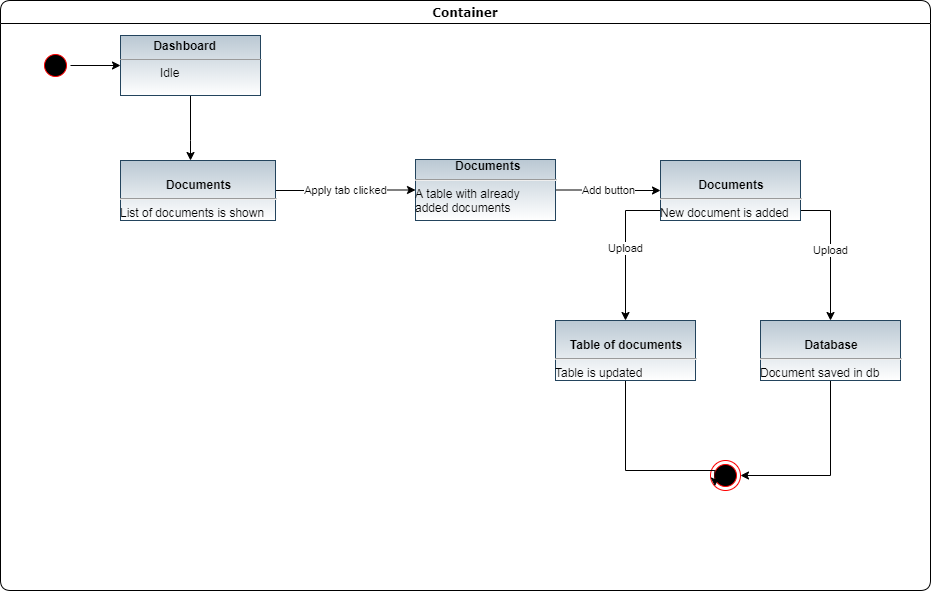 Container
Dashboard
Idle
Documents
List of documents is shown
Apply tab clicked
Documents
A table with already
added documents
Add button
Documents
New document is added
Upload
Upload
Table of documents
Table is updated
Database
Document saved in db